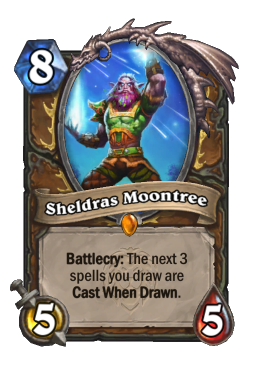 8
Sheldras Moontree
Battlecry: The next 3
spells you draw are
Cast When Drawn.
5 5